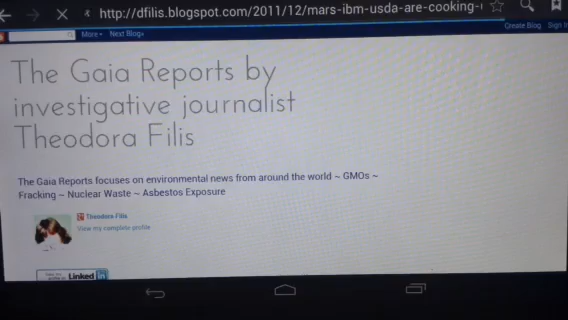 http://dfilis.blogspot.com/2011/12/mars-ibm-usda-are-cooking-
More Next Blog»
Create Blog Sign In
The Gaia Reports by
investigative journalist
Theodora Filis
The Gaia Reports focuses on environmental news from around the world ~ GMOs ~
Fracking ~ Nuclear Waste ~ Asbestos Exposure
Theodora Filis
View my complete profile
Linked in